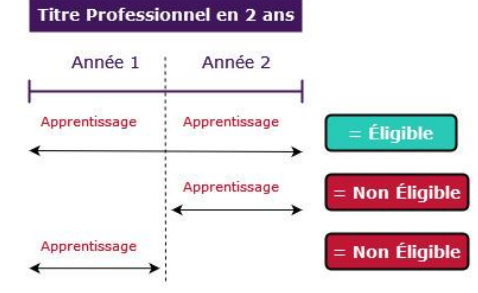 Titre Professionnel en 2 ans
Année 1 Année 2
Apprentissage Apprentissage = Éligible
Apprentissage = Non Éligible
Apprentissage = Non Éligible